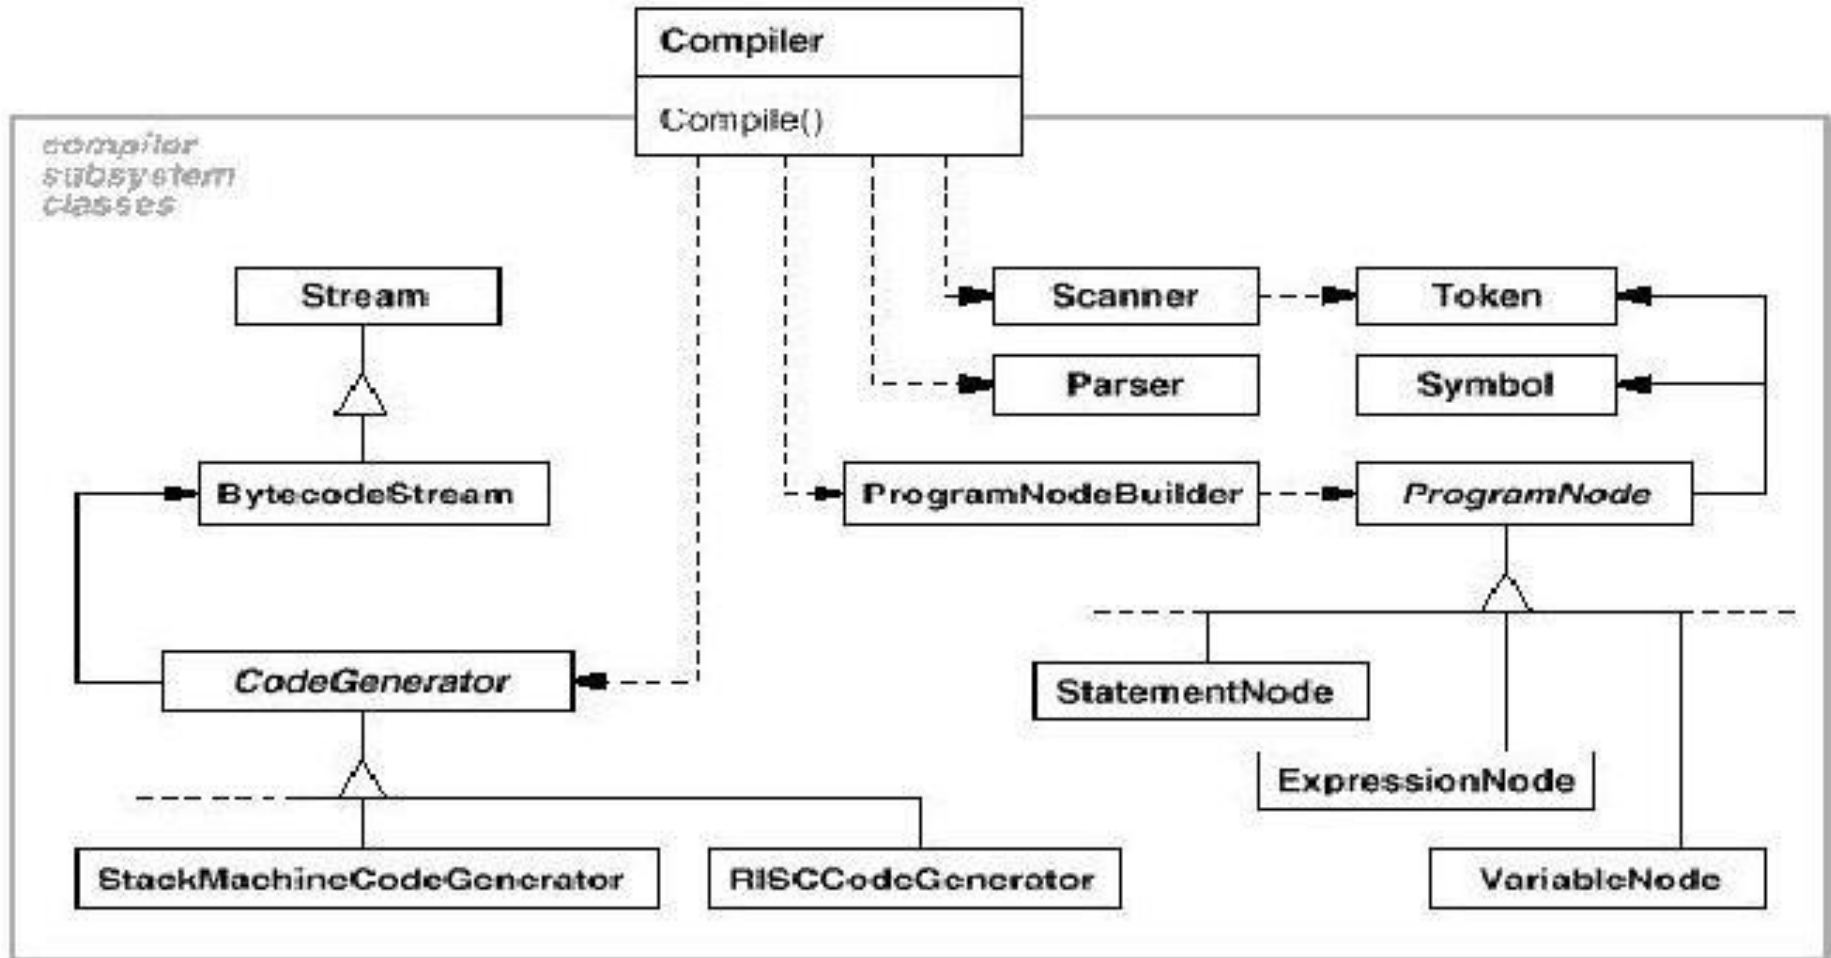 Compiler
Compile()
compiler
subsystem
classes
Stream
Scanner
Token
Parser
Symbol
BytecodeStream
ProgramNodeBuilder
ProgramNode
CodeGenerator
StatementNode
ExpressionNode
StackMachineCodeGenerator
RISCCodeGenerator
VariableNode